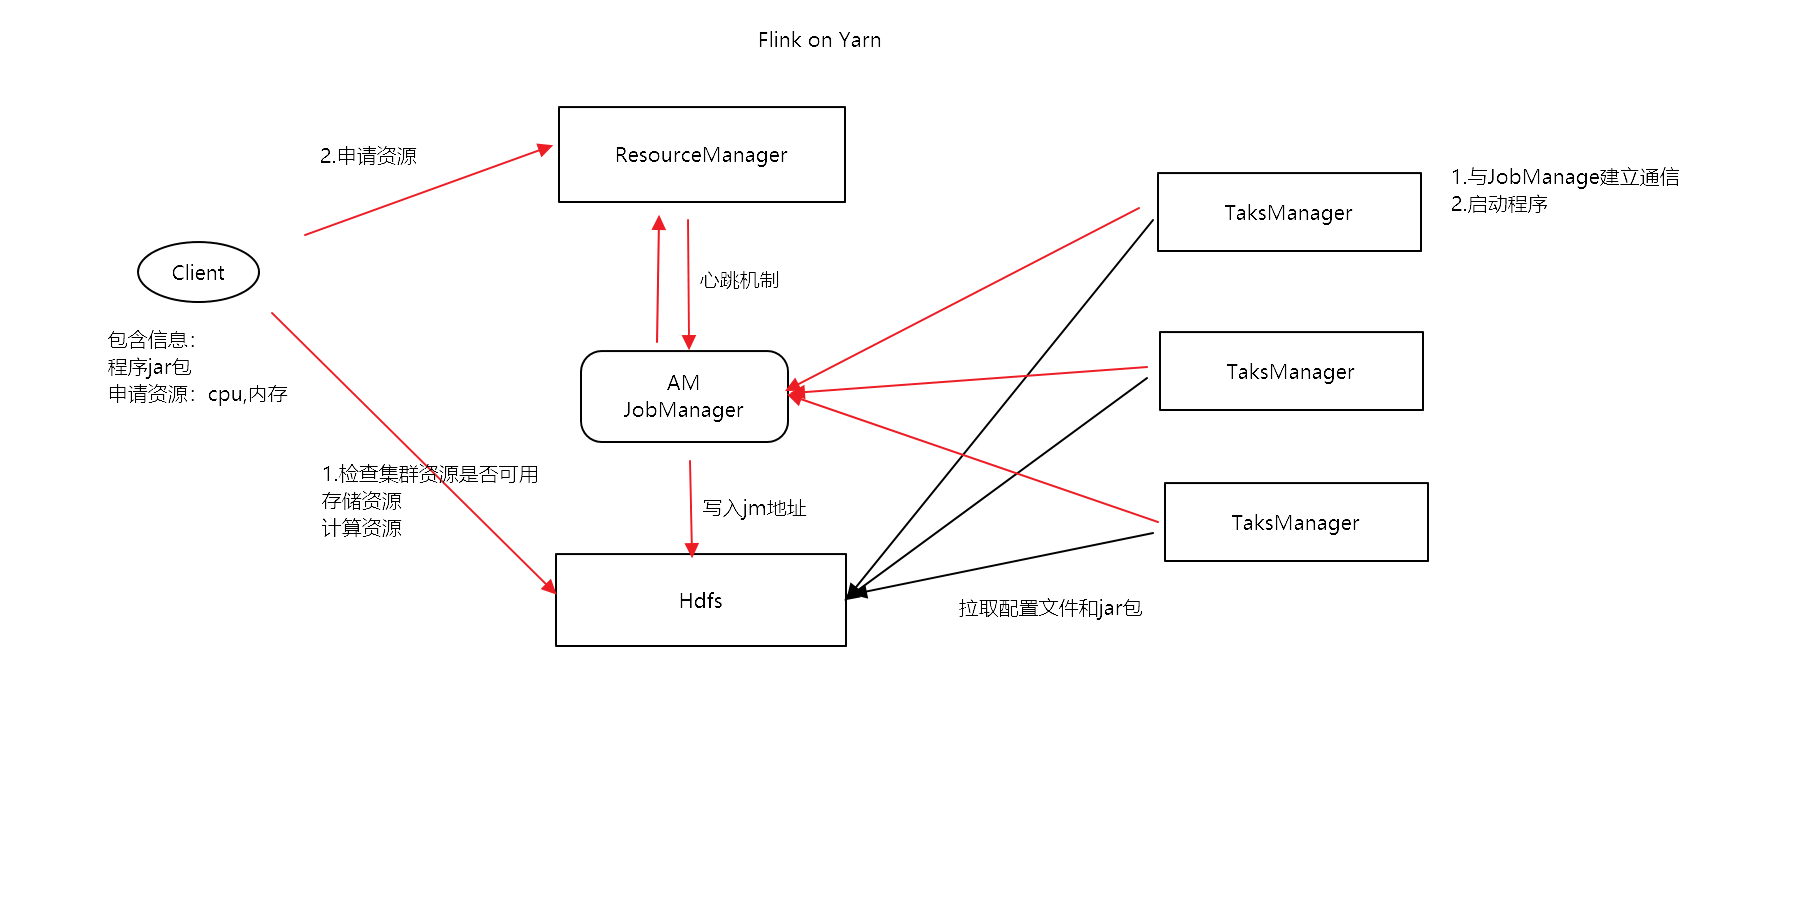 Flink on Yarn
2.申请资源
ResourceManager
Client
包含信息：
程序jar包
申请资源：cpu,内存
心跳机制
AM
JobManager
1.检查集群资源是否可用
存储资源
计算资源
写入jm地址
Hdfs
TaksManager
1.与JobManage建立通信
2.启动程序
TaksManager
TaksManager
拉取配置文件和jar包